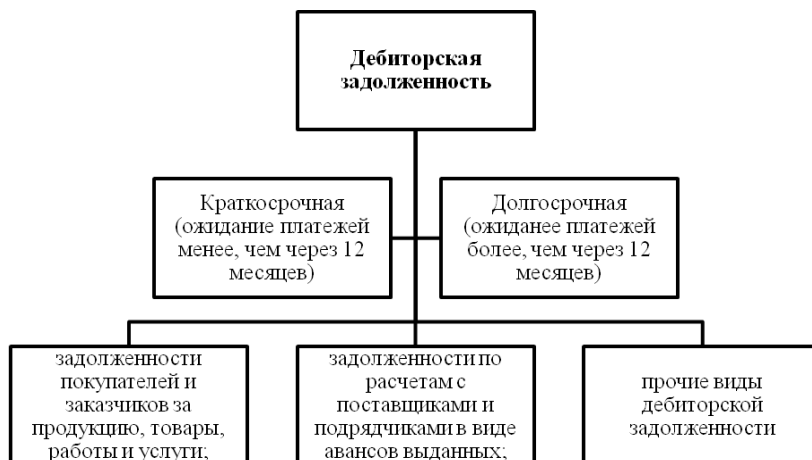 Дебиторская
задолженность
Краткосрочная
(ожидание платежей
менее, чем через 12
месяцев)
Долгосрочная
(ожиданее платежей
более, чем через 12
месяцев)
задолженности
покупателей и
заказчиков за
продукцию, товары,
работы и услуги;
задолженности по
расчетам с
поставщиками и
подрядчиками в виде
авансов выданных;
прочие виды
дебиторской
задолженности